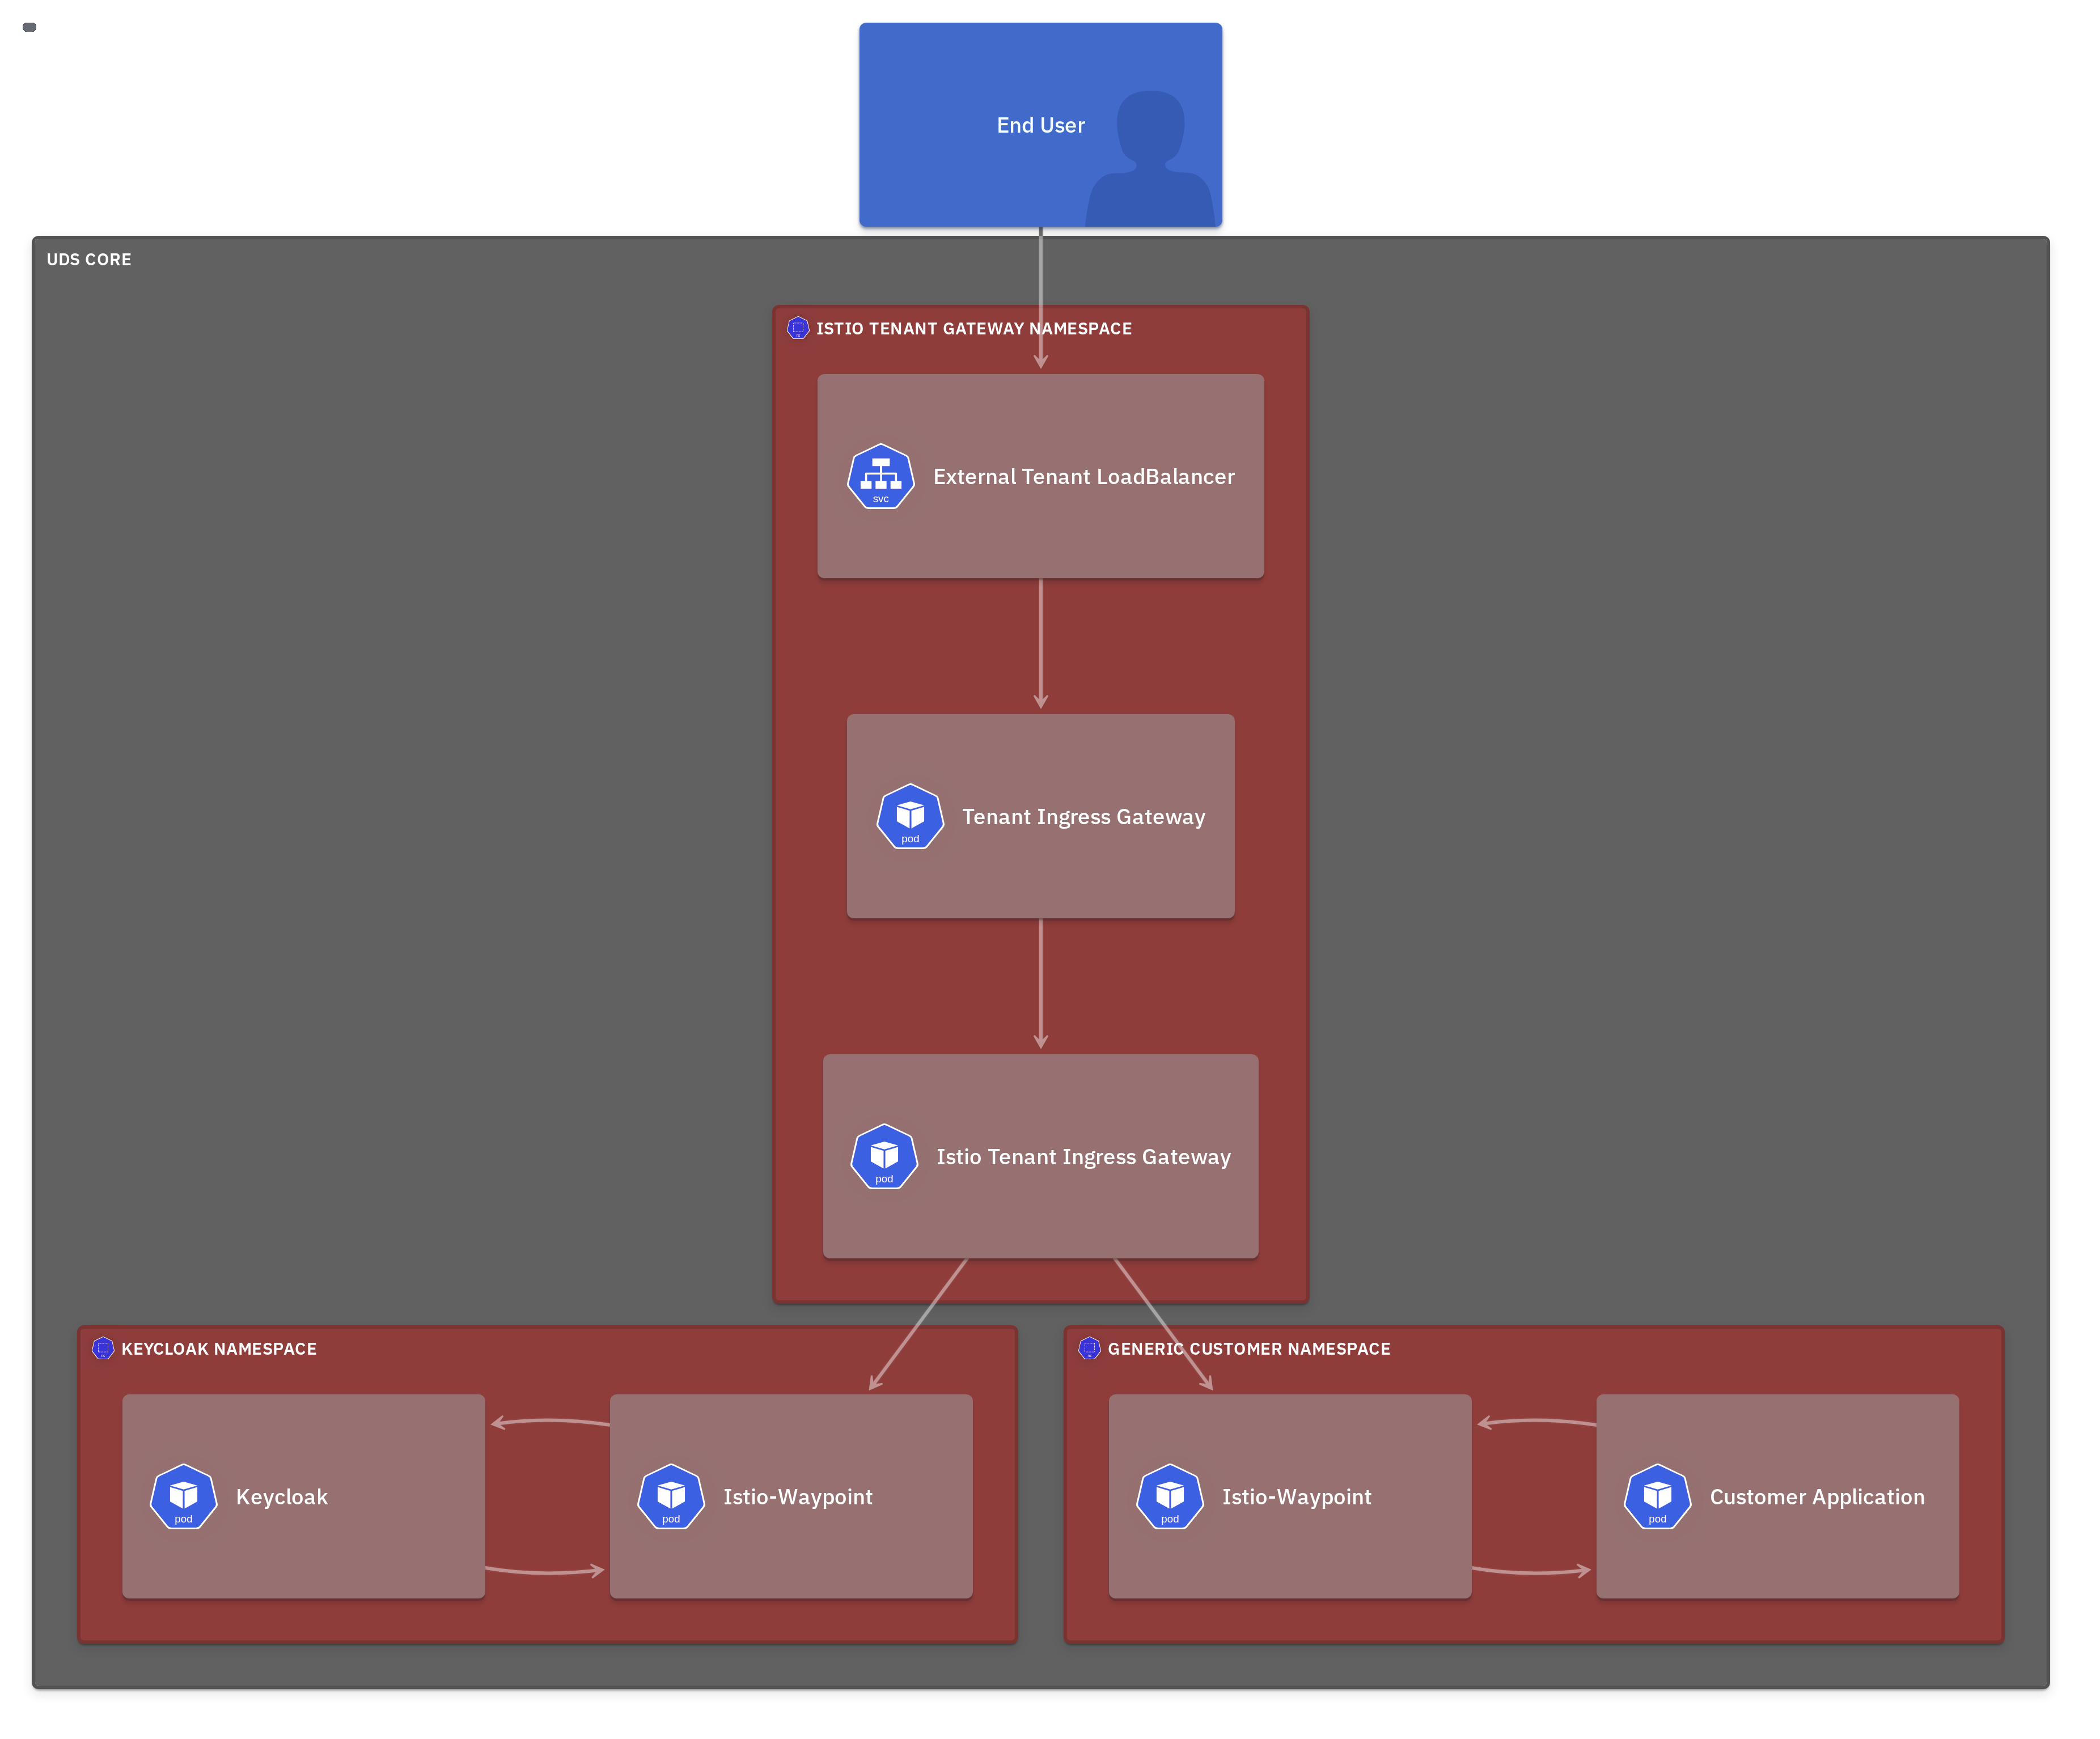 End User
UDS CORE
ISTIO TENANT GATEWAY NAMESPACE
svc
External Tenant LoadBalancer
pod
Tenant Ingress Gateway
pod
Istio Tenant Ingress Gateway
KEYCLOAK NAMESPACE
pod
Keycloak
pod
Istio-Waypoint
GENERIC CUSTOMER NAMESPACE
pod
Istio-Waypoint
pod
Customer Application